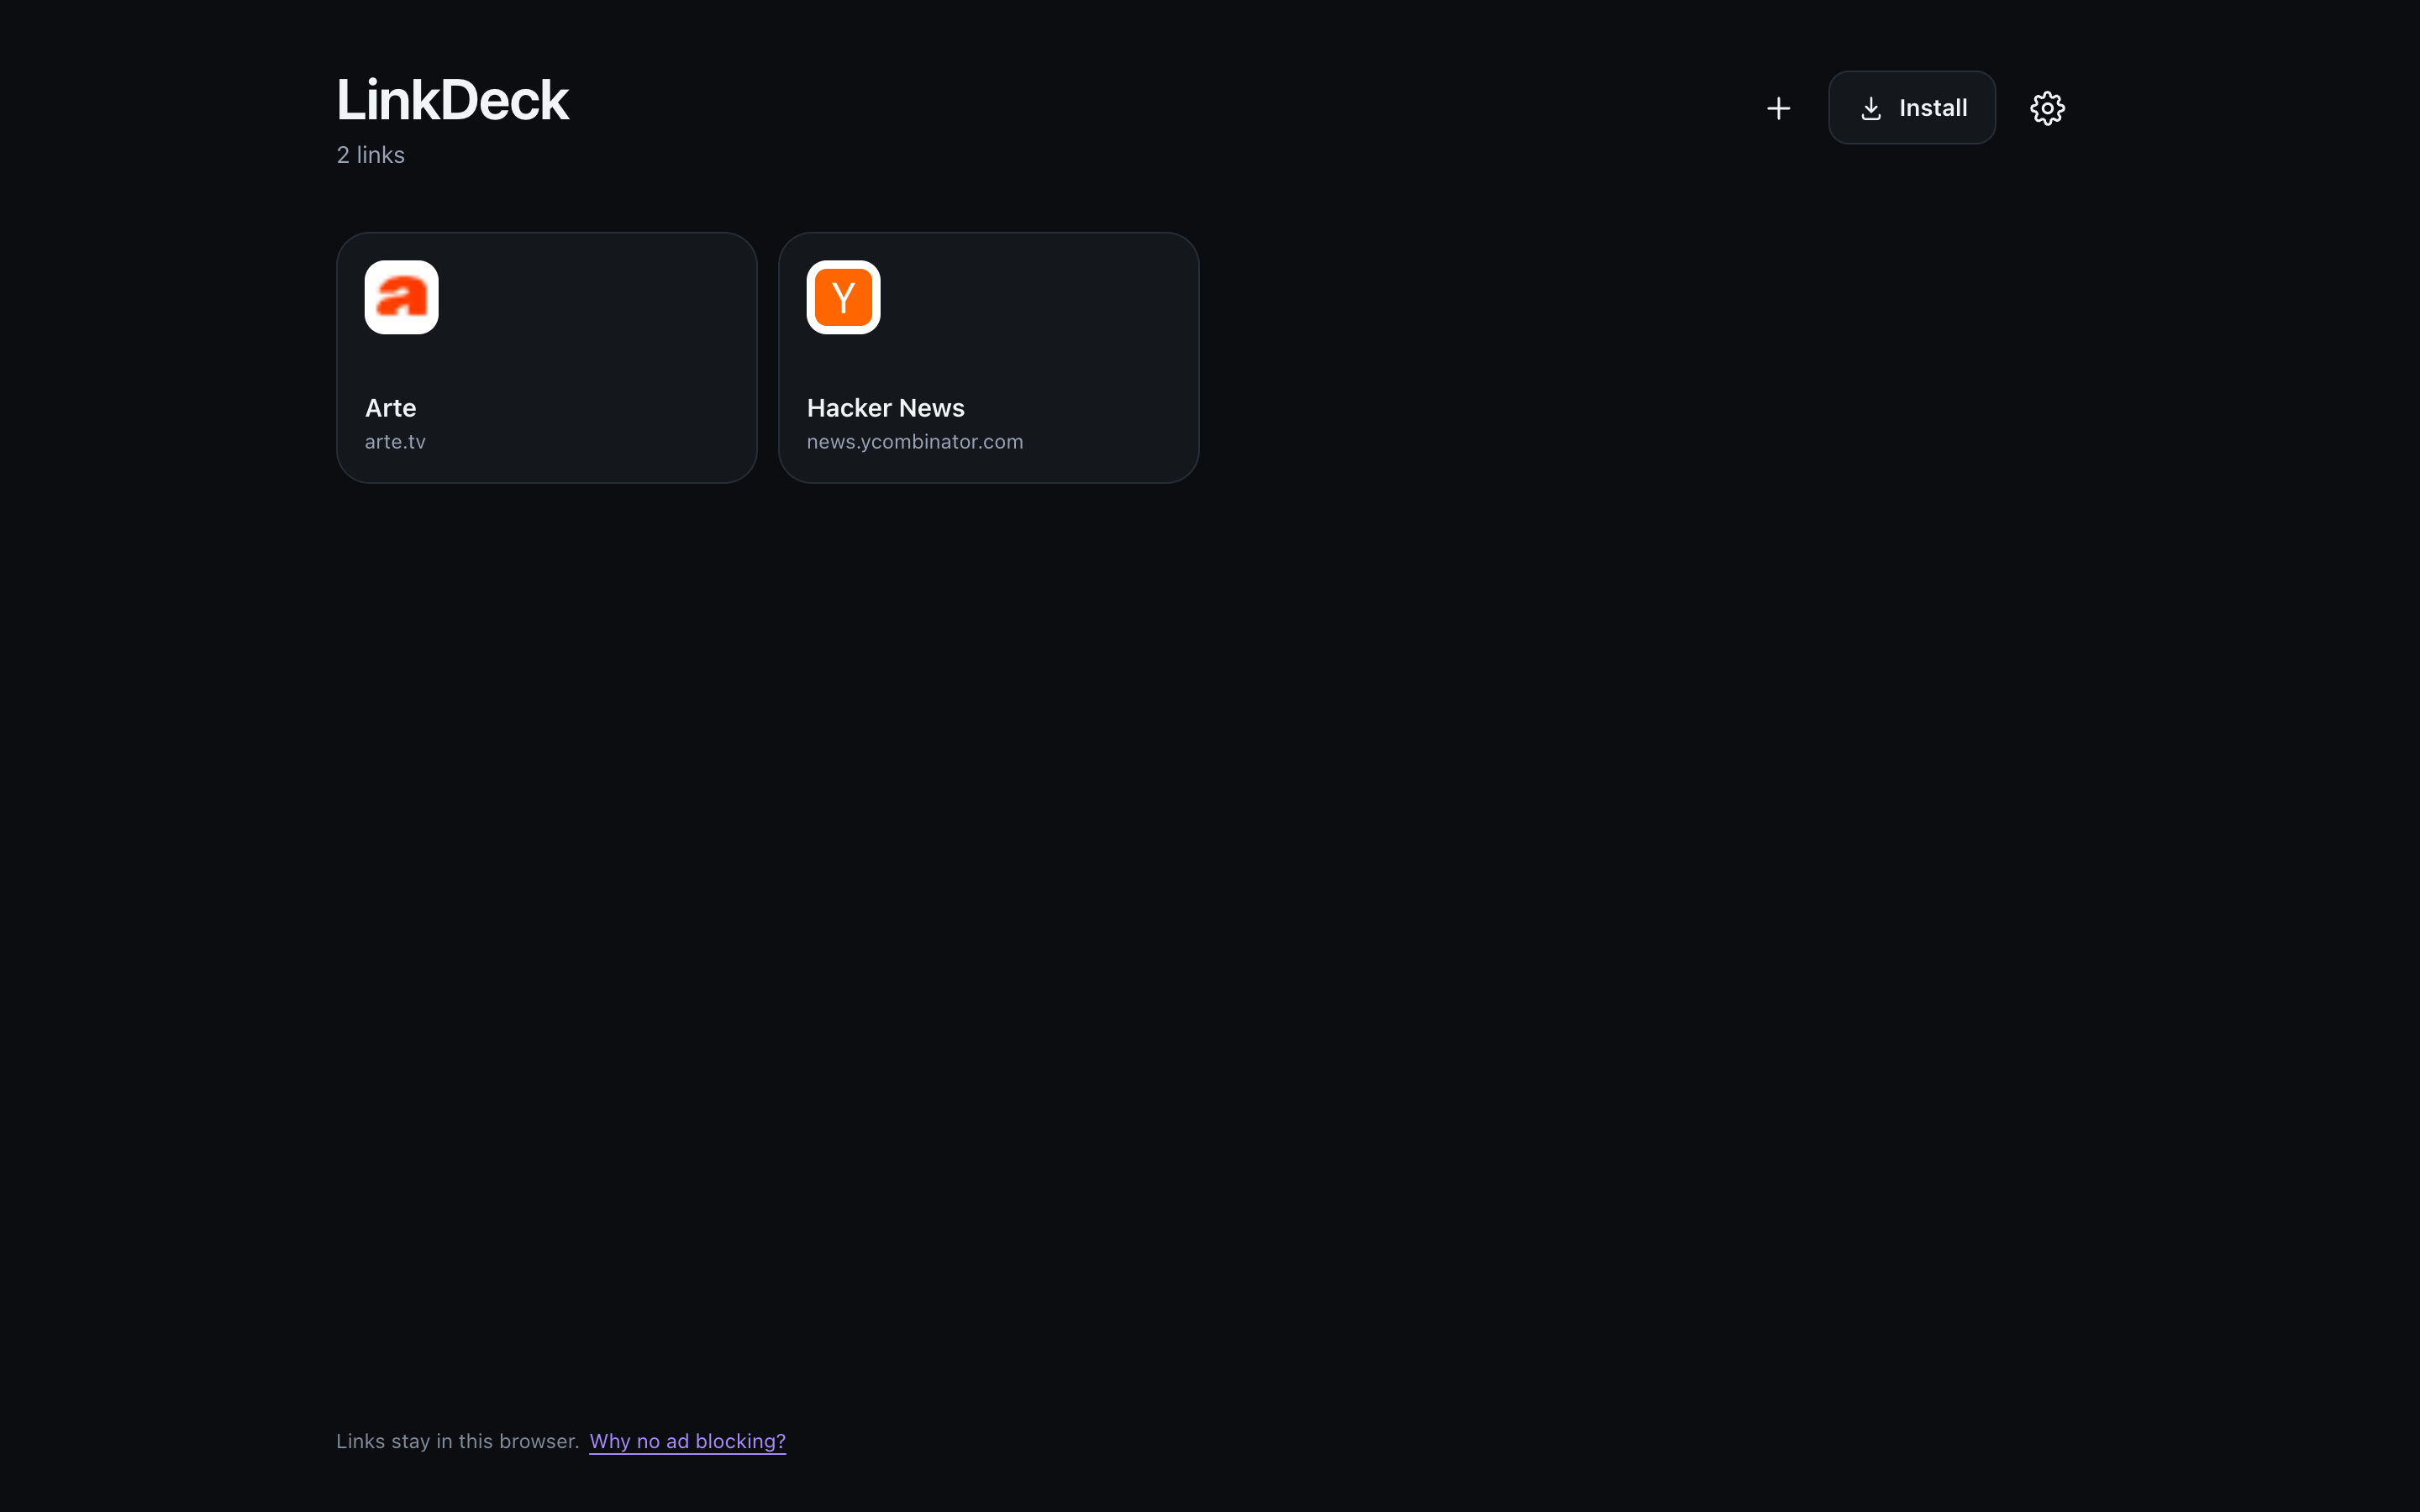 LinkDeck
2 links
Install
Arte
arte.tv
Hacker News
news.ycombinator.com
Links stay in this browser. Why no ad blocking?